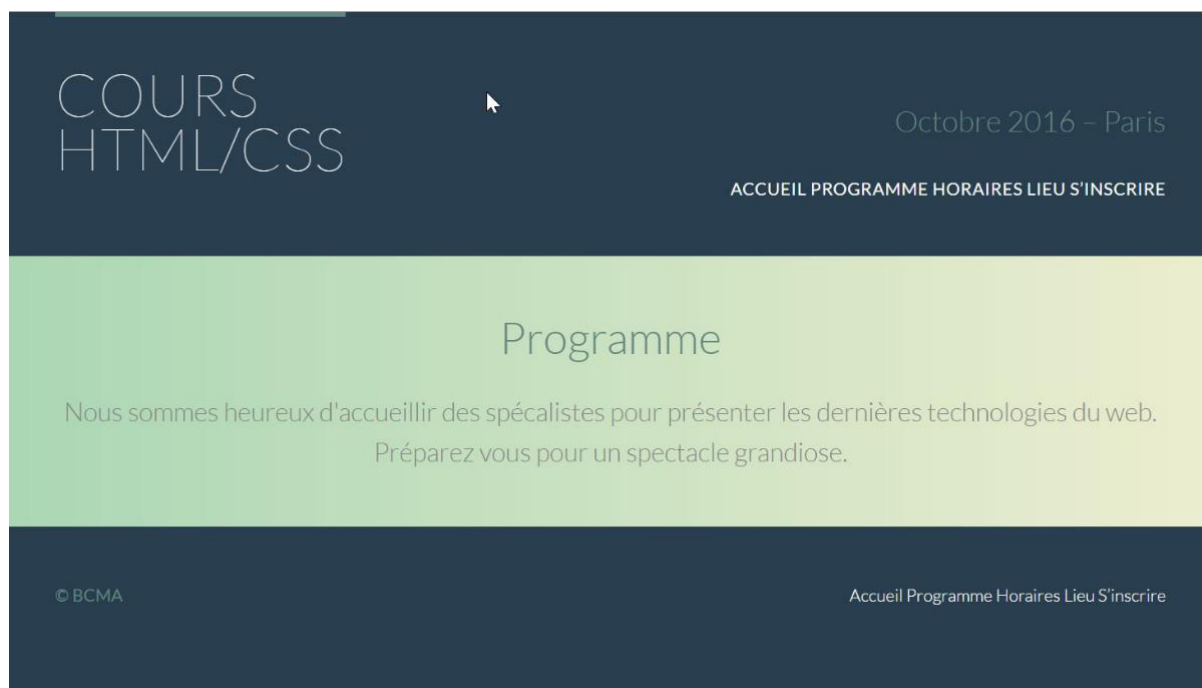 COURS
HTML/CSS
Octobre 2016 – Paris
ACCUEIL PROGRAMME HORAIRES LIEU S’INSCRIRE
Programme
Nous sommes heureux d'accueillir des spécalistes pour présenter les dernières technologies du web.
Préparez vous pour un spectacle grandiose.
© BCMA
Accueil Programme Horaires Lieu S’inscrire